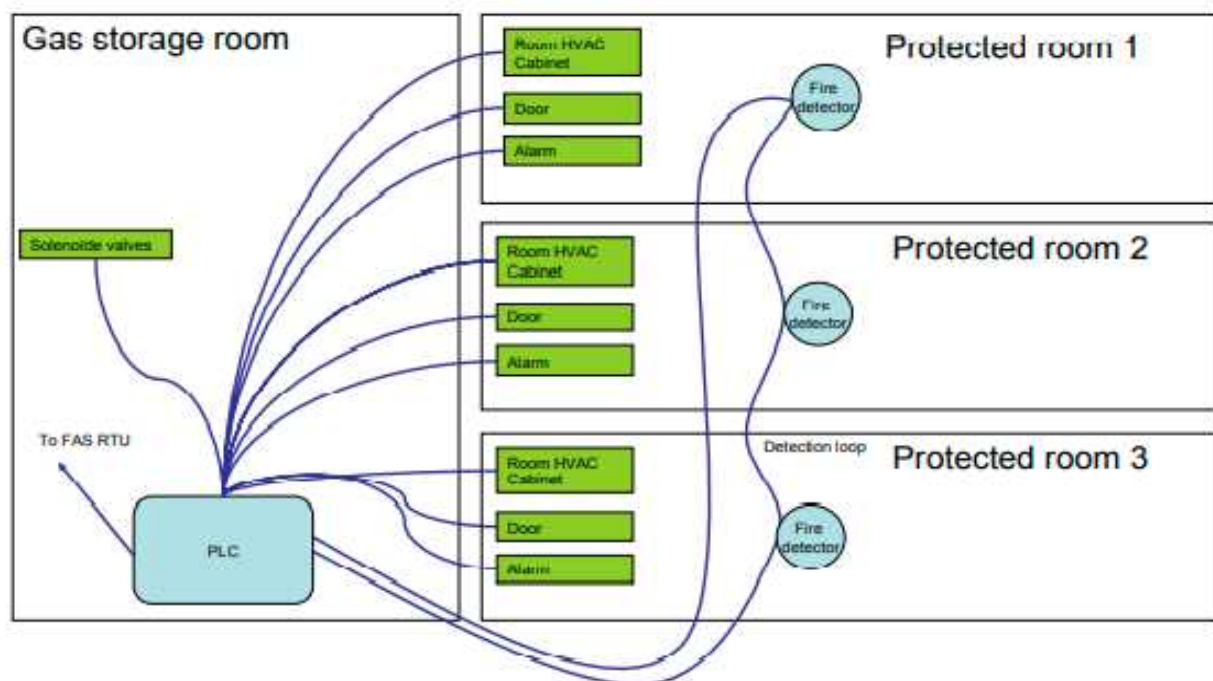 Gas storage room
Solenoide valves
To FAS RTU
PLC
Protected room 1
Room HVAC
Cabinet
Door
Alarm
Fire
detector
Protected room 2
Room HVAC
Cabinet
Door
Alarm
Fire
detector
Protected room 3
Detection loop
Room HVAC
Cabinet
Door
Alarm
Fire
detector